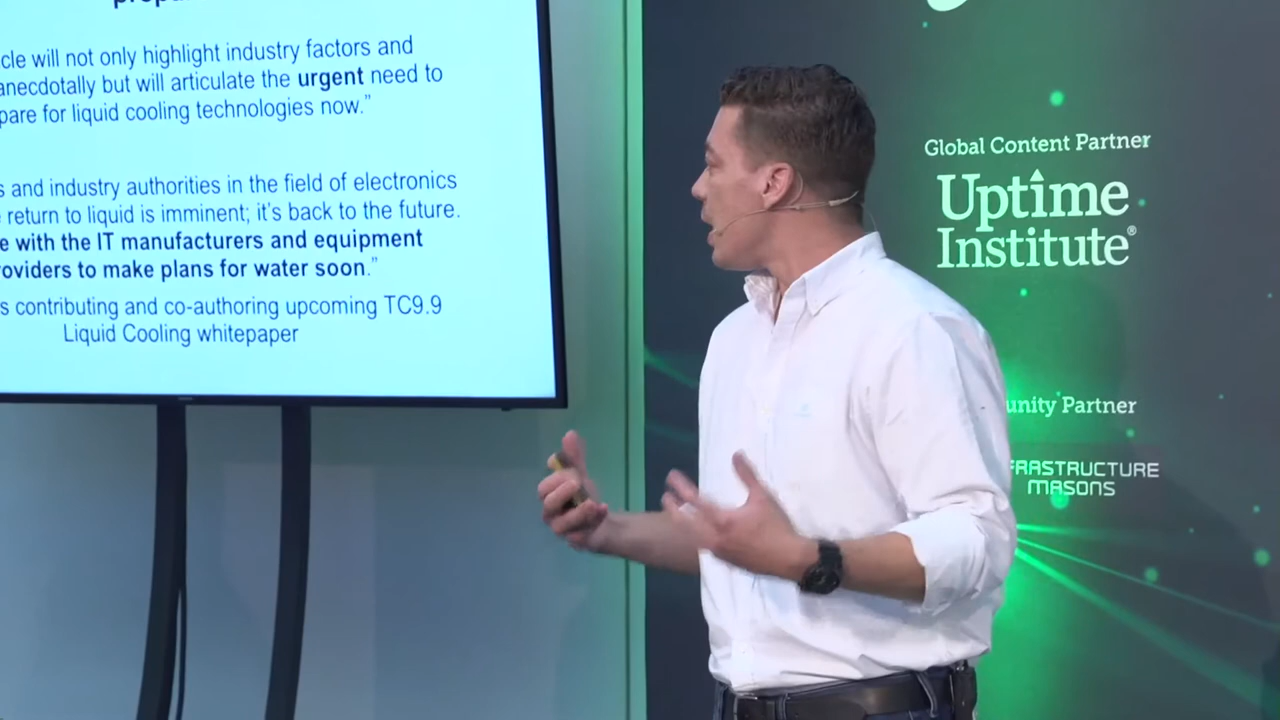 cle will not only highlight industry factors and
anecdotally but will articulate the urgent need to
pare for liquid cooling technologies now.”
s and industry authorities in the field of electronics
return to liquid is imminent; it’s back to the future.
e with the IT manufacturers and equipment
roviders to make plans for water soon.”
s contributing and co-authoring upcoming TC9.9
Liquid Cooling whitepaper
Global Content Partner
Uptime
Institute®
unity Partner
FRASTRUCTURE
MASONS